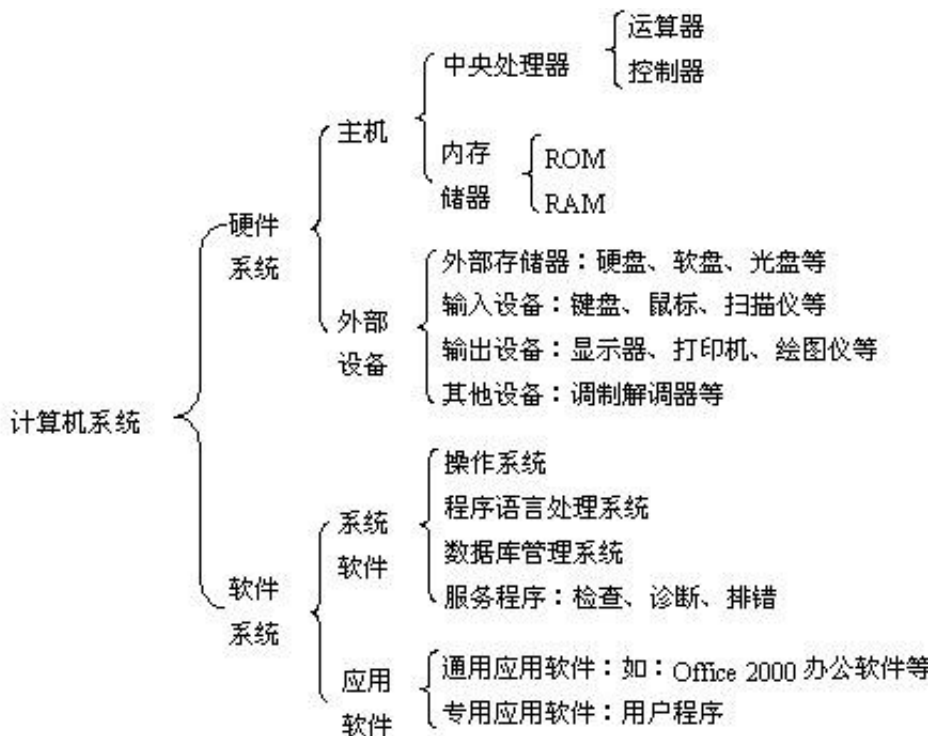 计算机系统
硬件
系统
主机
中央处理器
运算器
控制器
内存
储器
ROM
RAM
外部
设备
外部存储器：硬盘、软盘、光盘等
输入设备：键盘、鼠标、扫描仪等
输出设备：显示器、打印机、绘图仪等
其他设备：调制解调器等
软件
系统
系统
软件
操作系统
程序语言处理系统
数据库管理系统
服务程序：检查、诊断、排错
应用
软件
通用应用软件：如：Office 2000 办公软件等
专用应用软件：用户程序